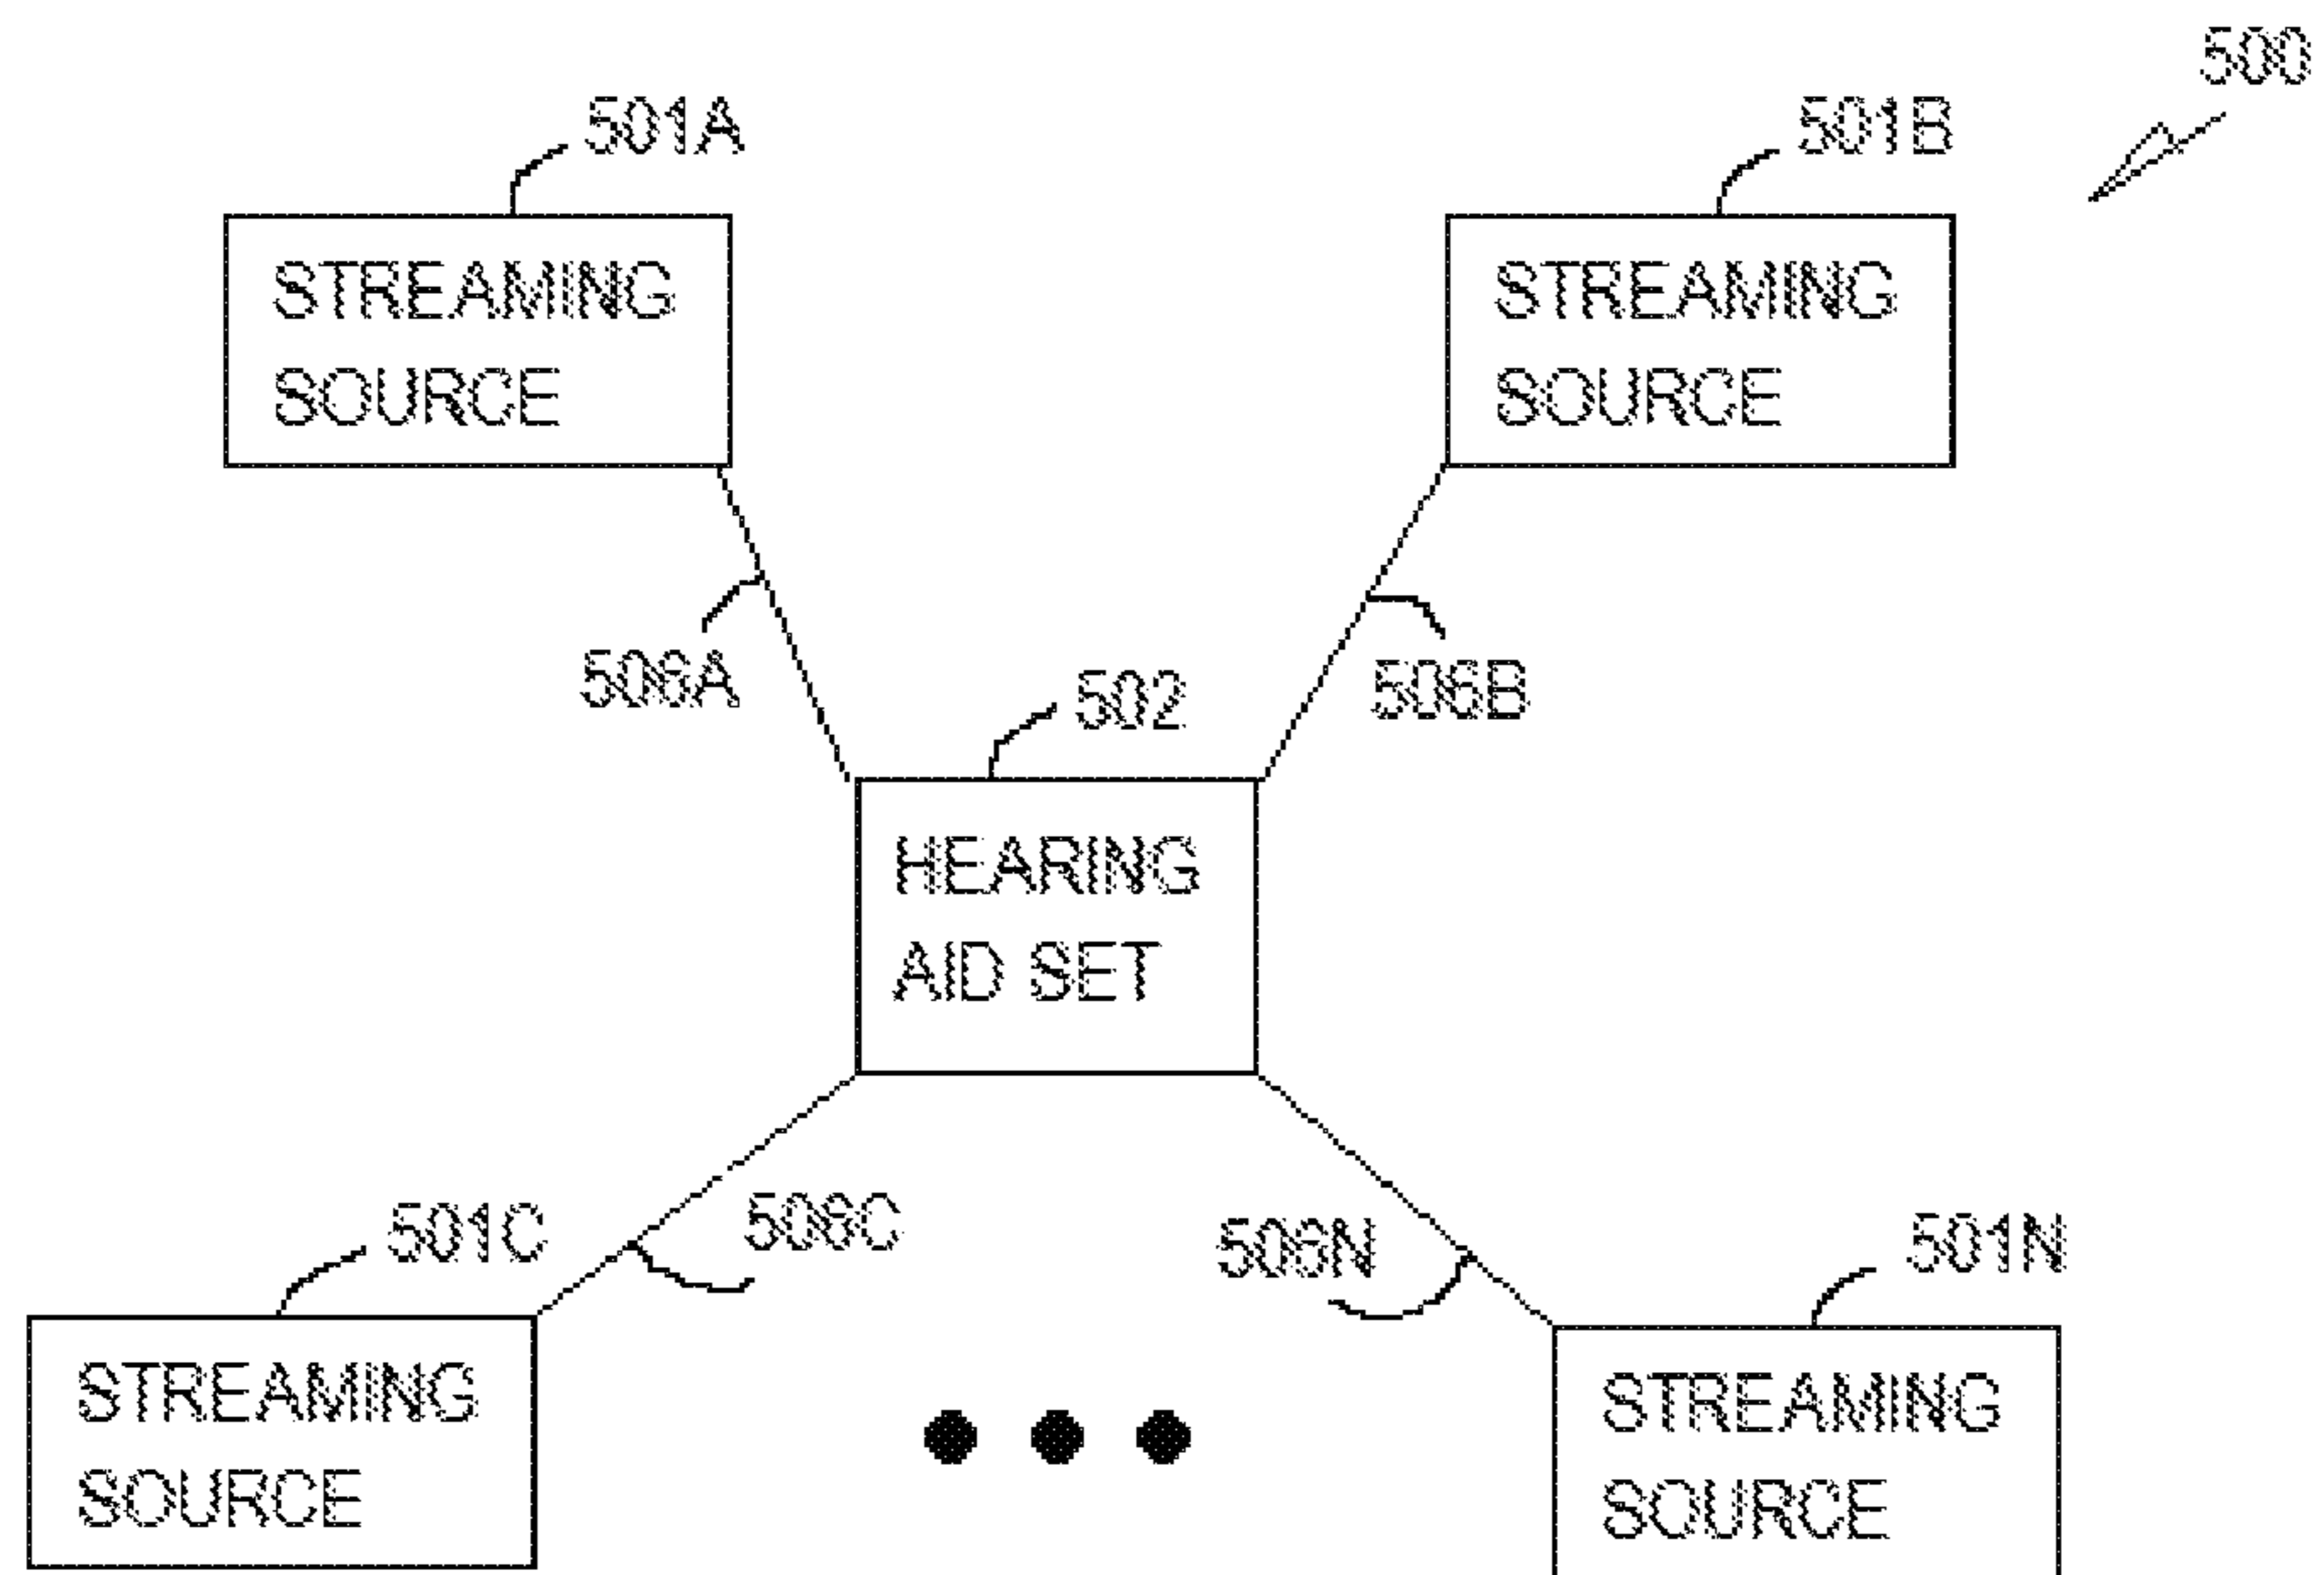 500
501A
501B
STREAMING
SOURCE
STREAMING
SOURCE
506A
506B
502
HEARING
AID SET
501C
506C
506N
501N
STREAMING
SOURCE
STREAMING
SOURCE